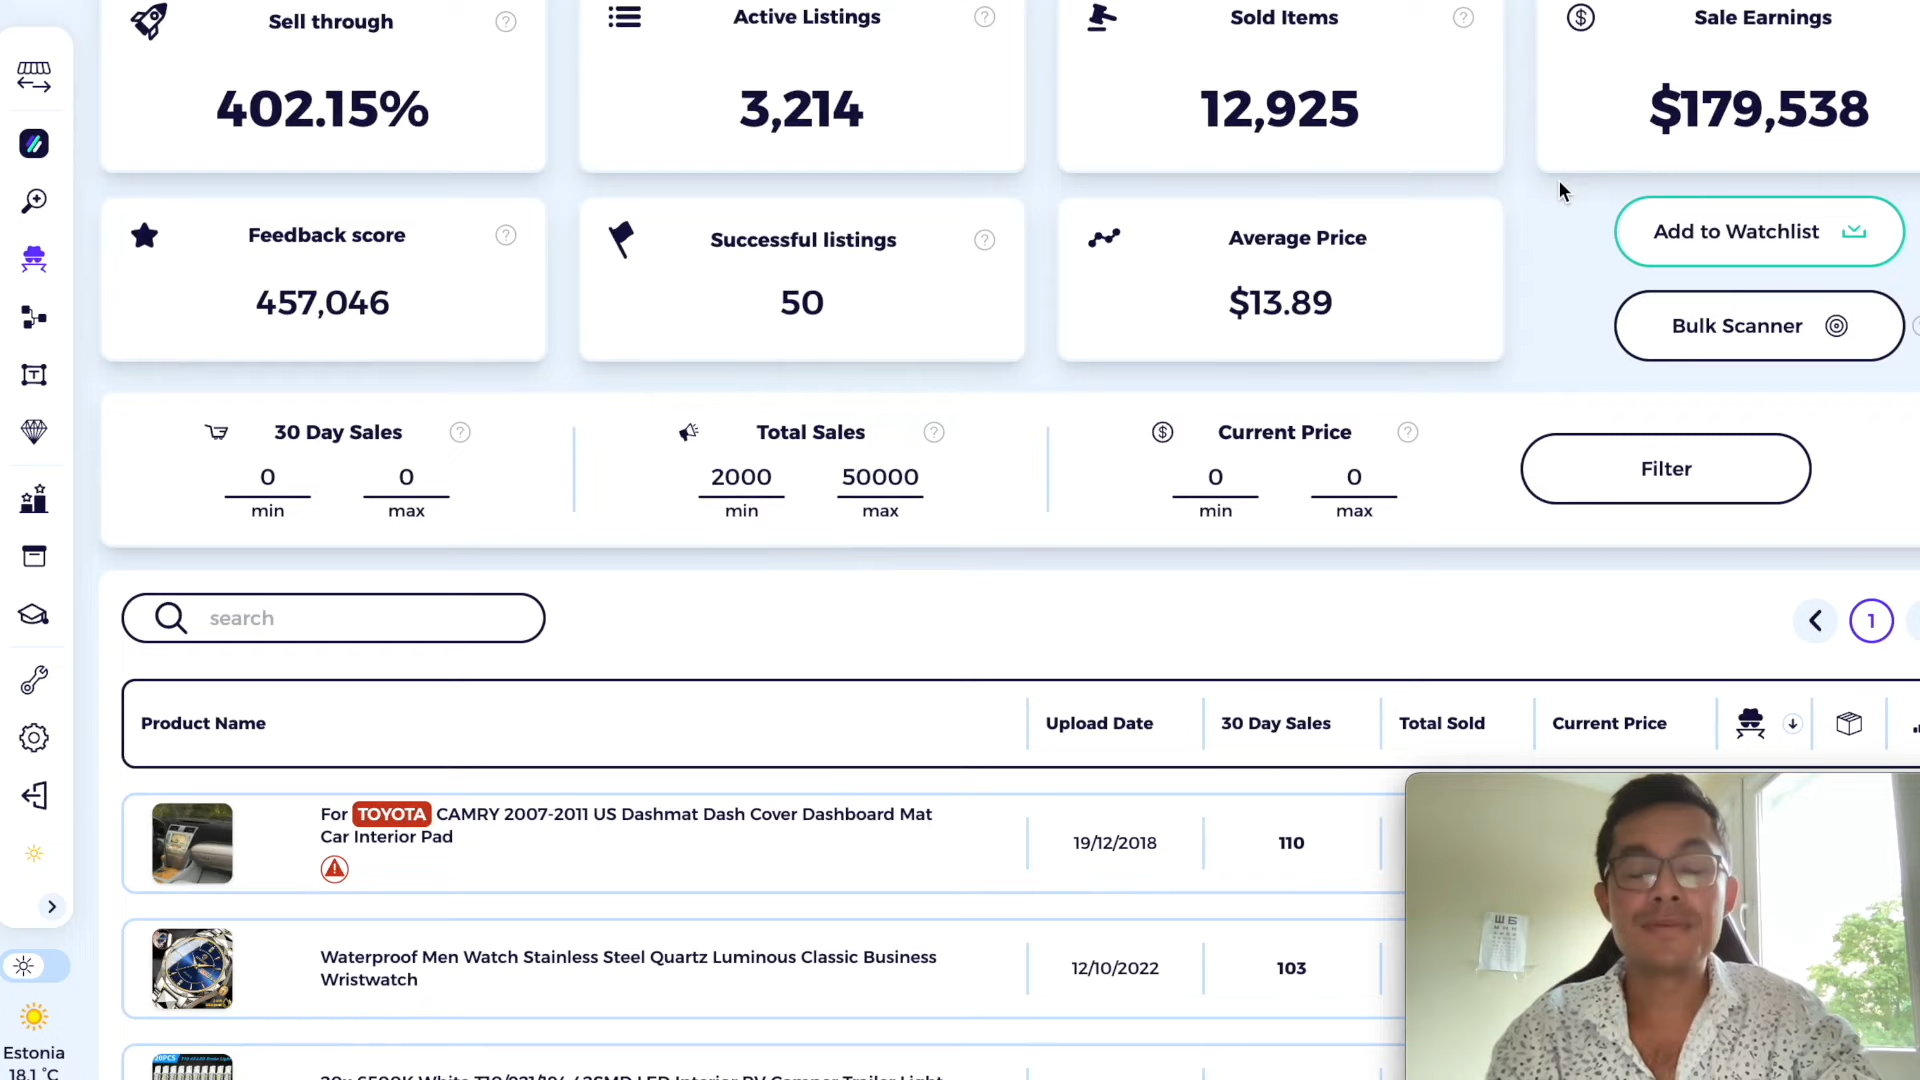 Sell through
?
Active Listings
?
Sold Items
?
$
Sale Earnings
402.15%
3,214
12,925
$179,538
Feedback score
?
Successful listings
?
Average Price
Add to Watchlist
457,046
50
$13.89
Bulk Scanner
30 Day Sales
?
Total Sales
?
$
Current Price
?
0
0
2000
50000
0
0
Filter
min
max
min
max
min
max
search
1
Product Name
Upload Date
30 Day Sales
Total Sold
Current Price
For TOYOTA CAMRY 2007-2011 US Dashmat Dash Cover Dashboard Mat
Car Interior Pad
19/12/2018
110
Waterproof Men Watch Stainless Steel Quartz Luminous Classic Business
Wristwatch
12/10/2022
103
ШБ
МНК
20PCS
Estonia
18.1 °C